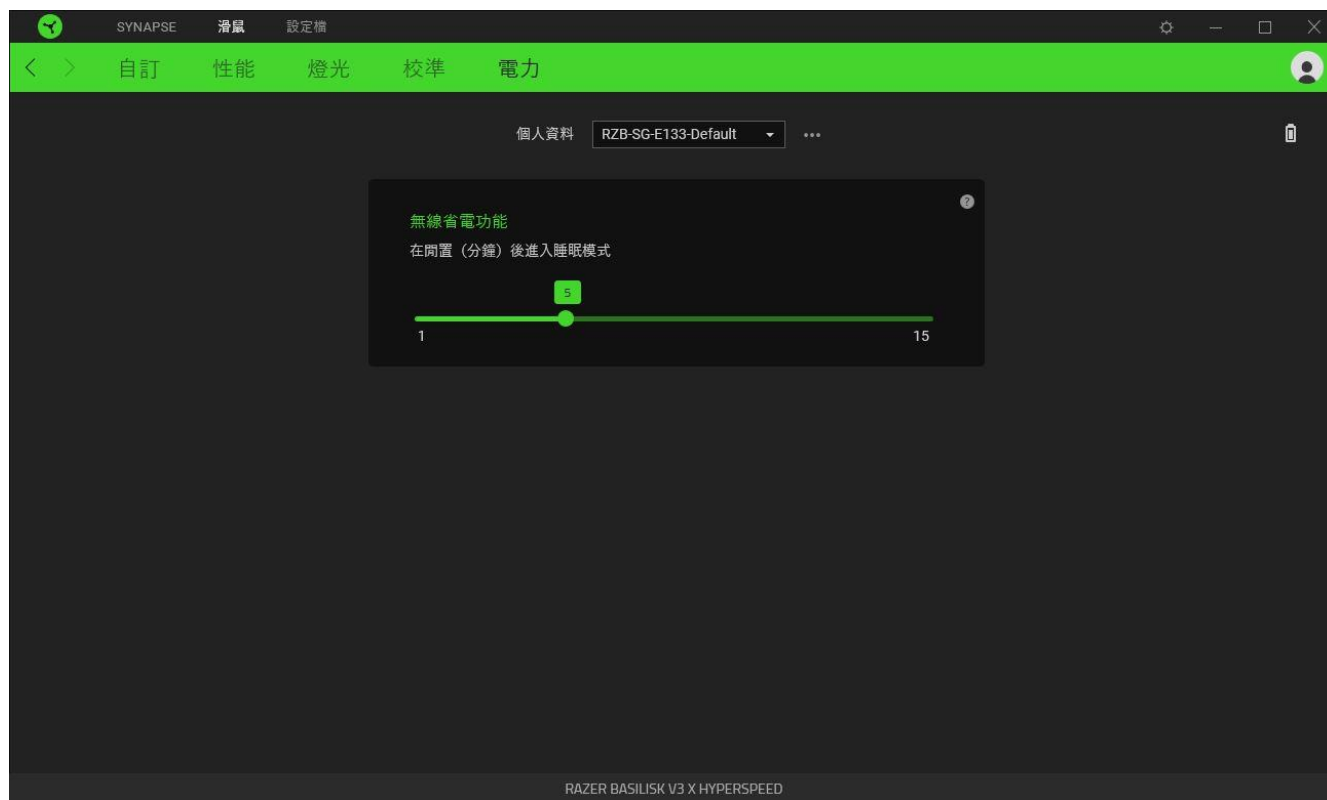 SYNAPSE 滑鼠 設定檔
自訂 性能 燈光 校準 電力
個人資料 RZB-SG-E133-Default
無線省電功能
在閒置（分鐘）後進入睡眠模式
5
1 15
RAZER BASILISK V3 X HYPERSPEED